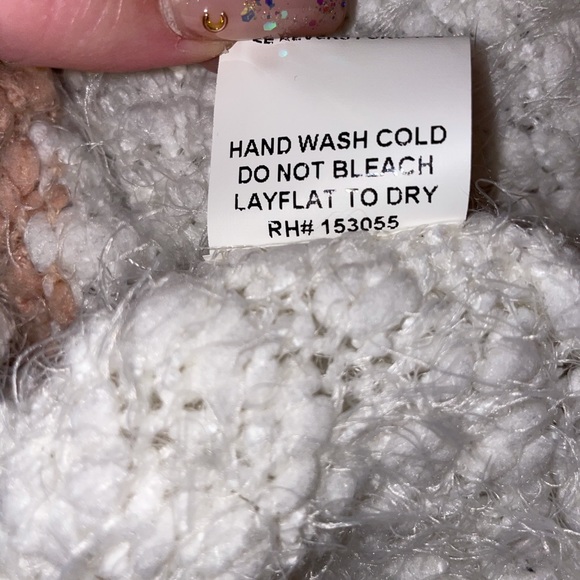 HAND WASH COLD
DO NOT BLEACH
LAYFLAT TO DRY
RH# 153055